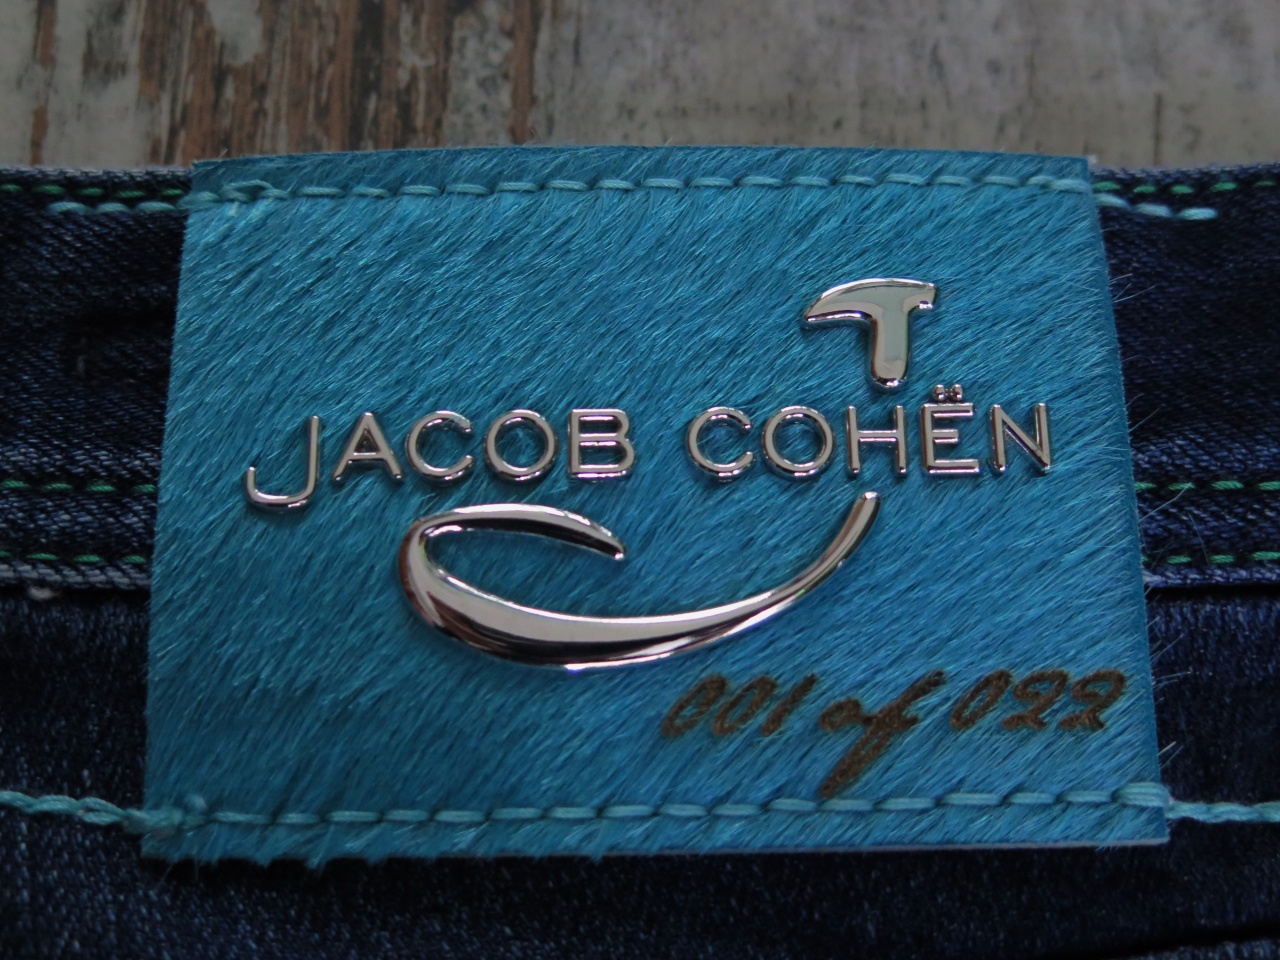 JACOB COHËN
001 of 022